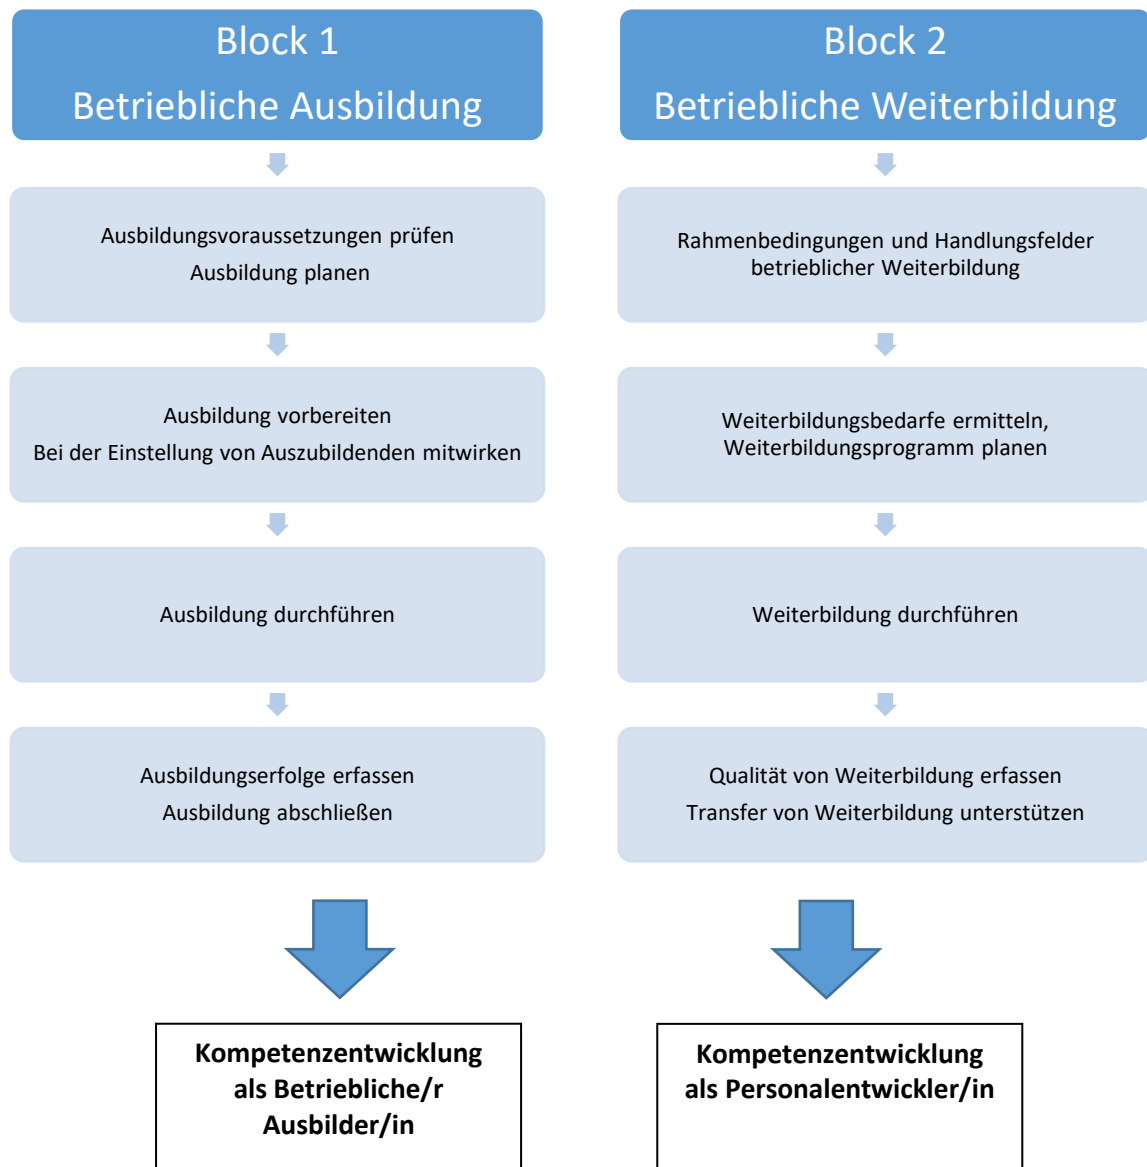 Block 1
Betriebliche Ausbildung
Ausbildungsvoraussetzungen prüfen
Ausbildung planen
Ausbildung vorbereiten
Bei der Einstellung von Auszubildenden mitwirken
Ausbildung durchführen
Ausbildungserfolge erfassen
Ausbildung abschließen
Kompetenzentwicklung
als Betriebliche/r
Ausbilder/in
Block 2
Betriebliche Weiterbildung
Rahmenbedingungen und Handlungsfelder
betrieblicher Weiterbildung
Weiterbildungsbedarfe ermitteln,
Weiterbildungsprogramm planen
Weiterbildung durchführen
Qualität von Weiterbildung erfassen
Transfer von Weiterbildung unterstützen
Kompetenzentwicklung
als Personalentwickler/in